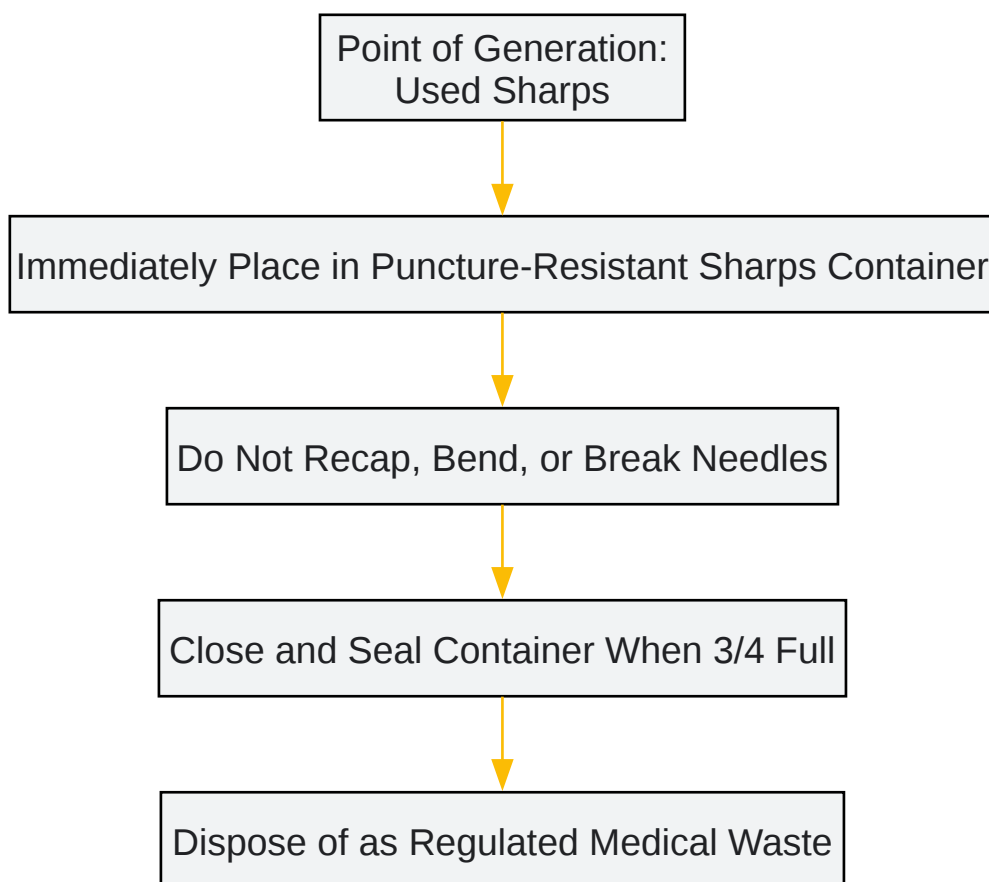 Point of Generation:
Used Sharps
Immediately Place in Puncture-Resistant Sharps Container
Do Not Recap, Bend, or Break Needles
Close and Seal Container When 3/4 Full
Dispose of as Regulated Medical Waste